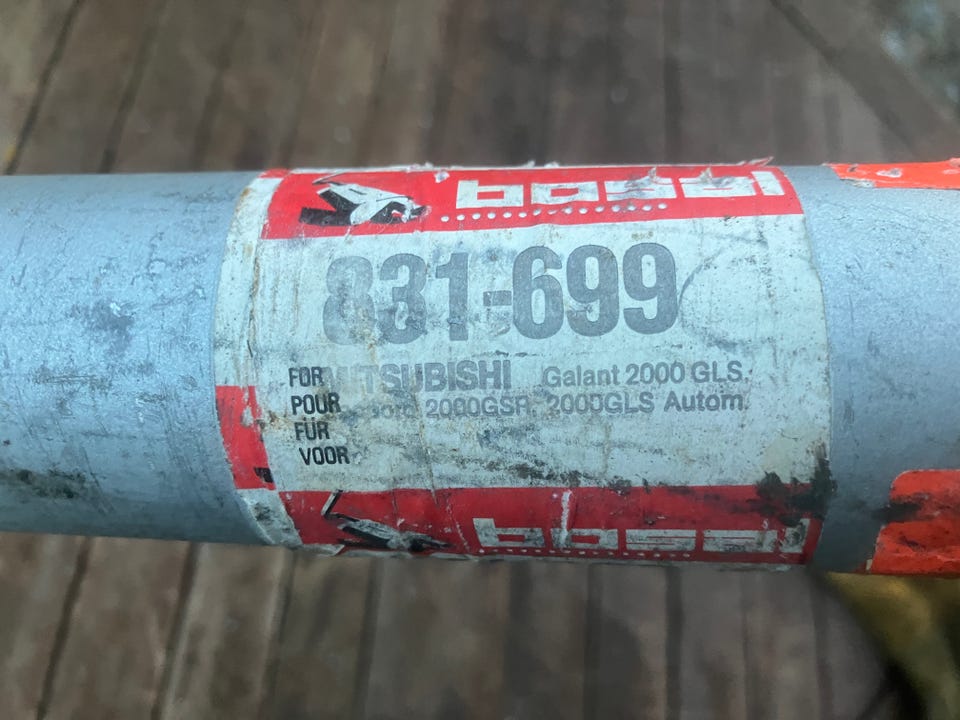 bosal
831-699
FOR MITSUBISHI Galant 2000 GLS.
POUR 2000GSR, 2000GLS Autom.
FÜR
VOOR
bosal